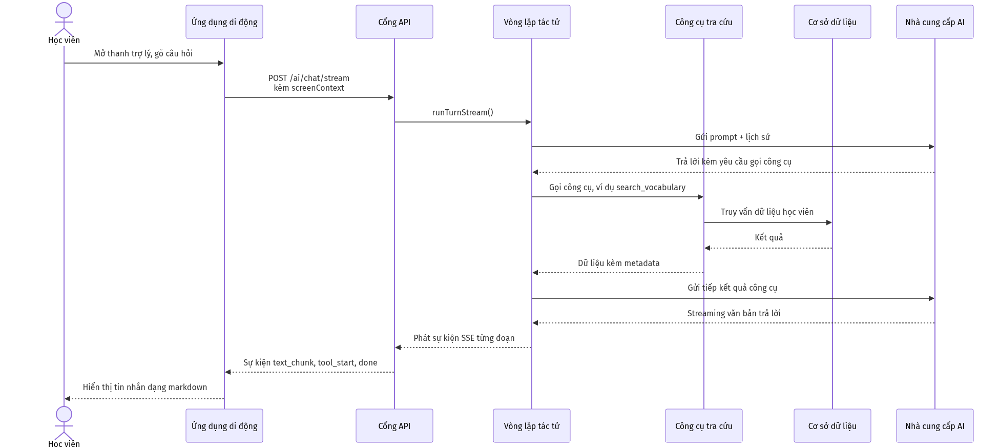 Học viên
Ứng dụng di động
Cổng API
Vòng lặp tác tử
Công cụ tra cứu
Cơ sở dữ liệu
Nhà cung cấp AI
Mở thanh trợ lý, gõ câu hỏi
POST /ai/chat/stream
kèm screenContext
runTurnStream()
Gửi prompt + lịch sử
Trả lời kèm yêu cầu gọi công cụ
Gọi công cụ, ví dụ search_vocabulary
Truy vấn dữ liệu học viên
Kết quả
Dữ liệu kèm metadata
Gửi tiếp kết quả công cụ
Streaming văn bản trả lời
Phát sự kiện SSE từng đoạn
Sự kiện text_chunk, tool_start, done
Hiển thị tin nhắn dạng markdown
Học viên
Ứng dụng di động
Cổng API
Vòng lặp tác tử
Công cụ tra cứu
Cơ sở dữ liệu
Nhà cung cấp AI